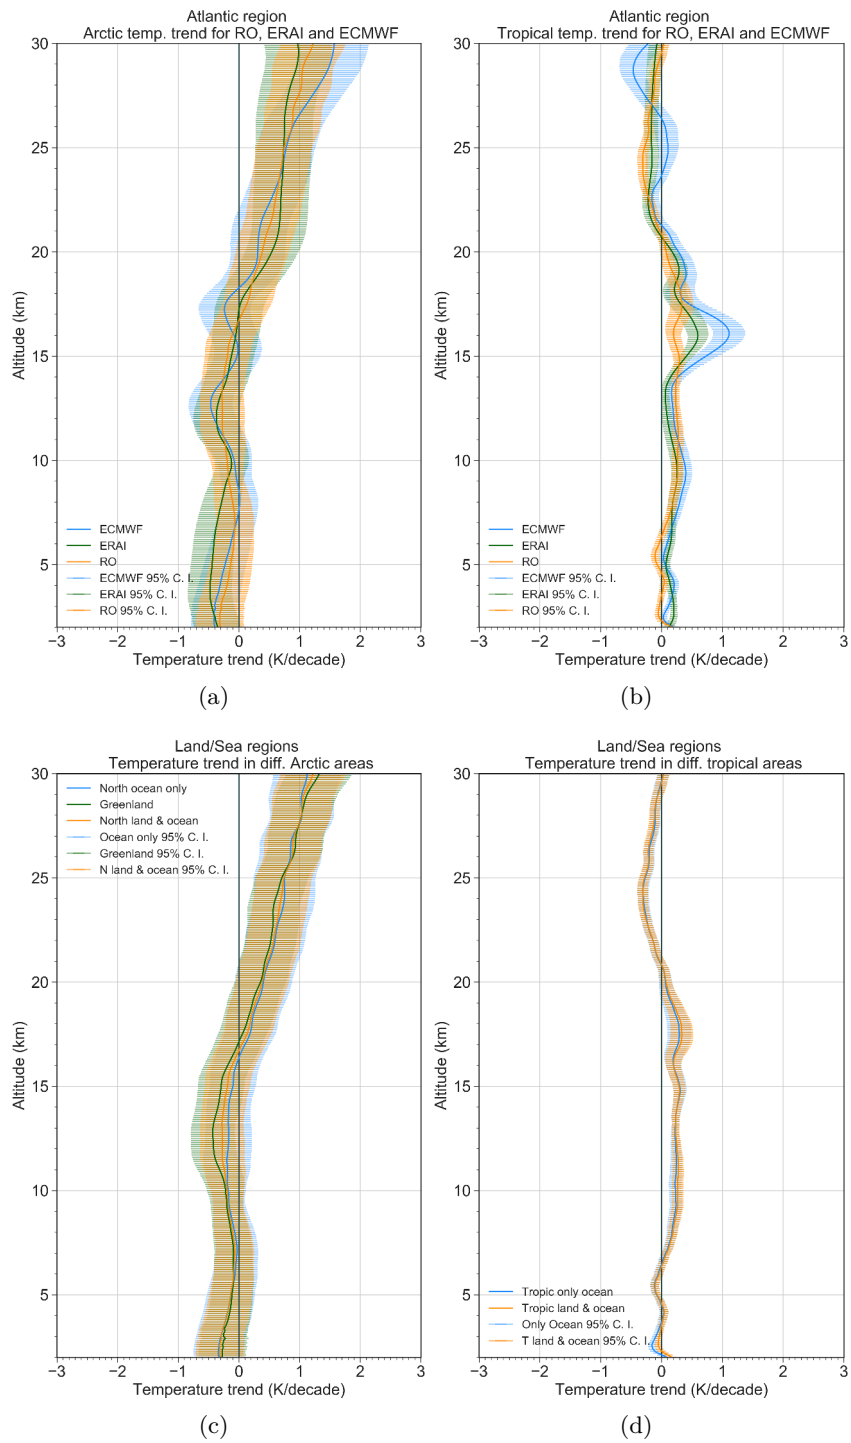 Atlantic region
Arctic temp. trend for RO, ERAI and ECMWF
30
25
20
15
10
5
Altitude (km)
ECMWF
ERAI
RO
ECMWF 95% C. I.
ERAI 95% C. I.
RO 95% C. I.
−3 −2 −1 0 1 2 3
Temperature trend (K/decade)
(a)
Atlantic region
Tropical temp. trend for RO, ERAI and ECMWF
30
25
20
15
10
5
Altitude (km)
ECMWF
ERAI
RO
ECMWF 95% C. I.
ERAI 95% C. I.
RO 95% C. I.
−3 −2 −1 0 1 2 3
Temperature trend (K/decade)
(b)
Land/Sea regions
Temperature trend in diff. Arctic areas
North ocean only
Greenland
North land & ocean
Ocean only 95% C. I.
Greenland 95% C. I.
N land & ocean 95% C. I.
30
25
20
15
10
5
Altitude (km)
−3 −2 −1 0 1 2 3
Temperature trend (K/decade)
(c)
Land/Sea regions
Temperature trend in diff. tropical areas
30
25
20
15
10
5
Altitude (km)
Tropic only ocean
Tropic land & ocean
Only Ocean 95% C. I.
T land & ocean 95% C. I.
−3 −2 −1 0 1 2 3
Temperature trend (K/decade)
(d)